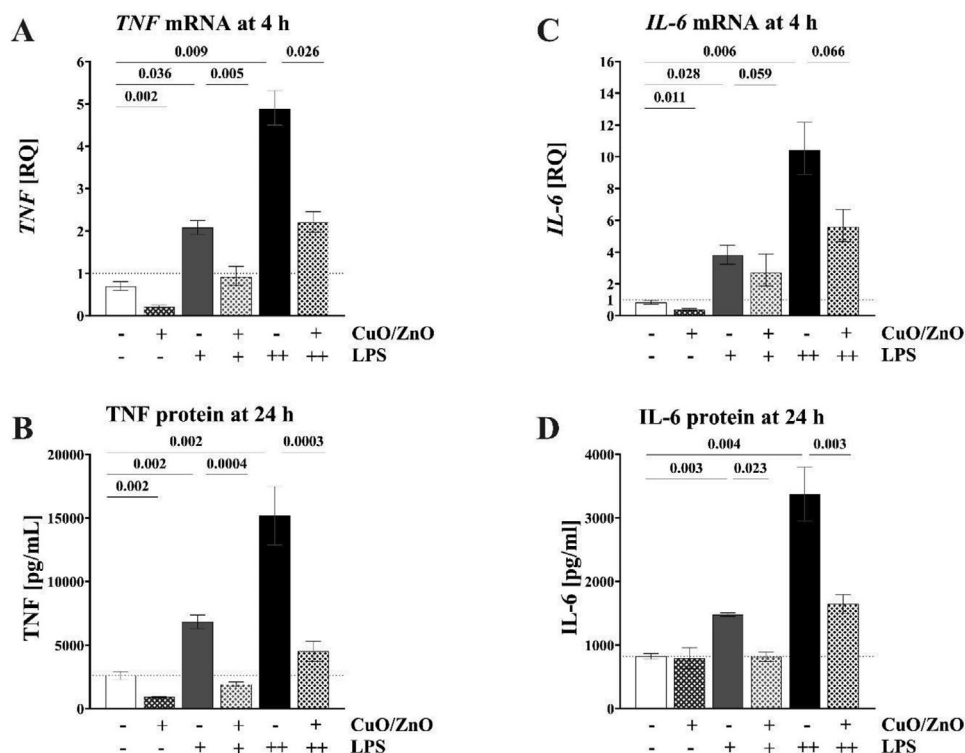 A
TNF mRNA at 4 h
0.009
0.026
0.036
0.005
0.002
TNF [RQ]
6
5
4
3
2
1
0
- + - + - + CuO/ZnO
- - + + ++ ++ LPS
C
IL-6 mRNA at 4 h
0.006
0.066
0.028
0.059
0.011
IL-6 [RQ]
16
14
12
10
8
6
4
2
1
0
- + - + - + CuO/ZnO
- - + + ++ ++ LPS
B
TNF protein at 24 h
0.002
0.0003
0.002
0.0004
0.002
TNF [pg/mL]
20000
15000
10000
5000
0
- + - + - + CuO/ZnO
- - + + ++ ++ LPS
D
IL-6 protein at 24 h
0.004
0.003
0.003
0.023
IL-6 [pg/ml]
4000
3000
2000
1000
0
- + - + - + CuO/ZnO
- - + + ++ ++ LPS